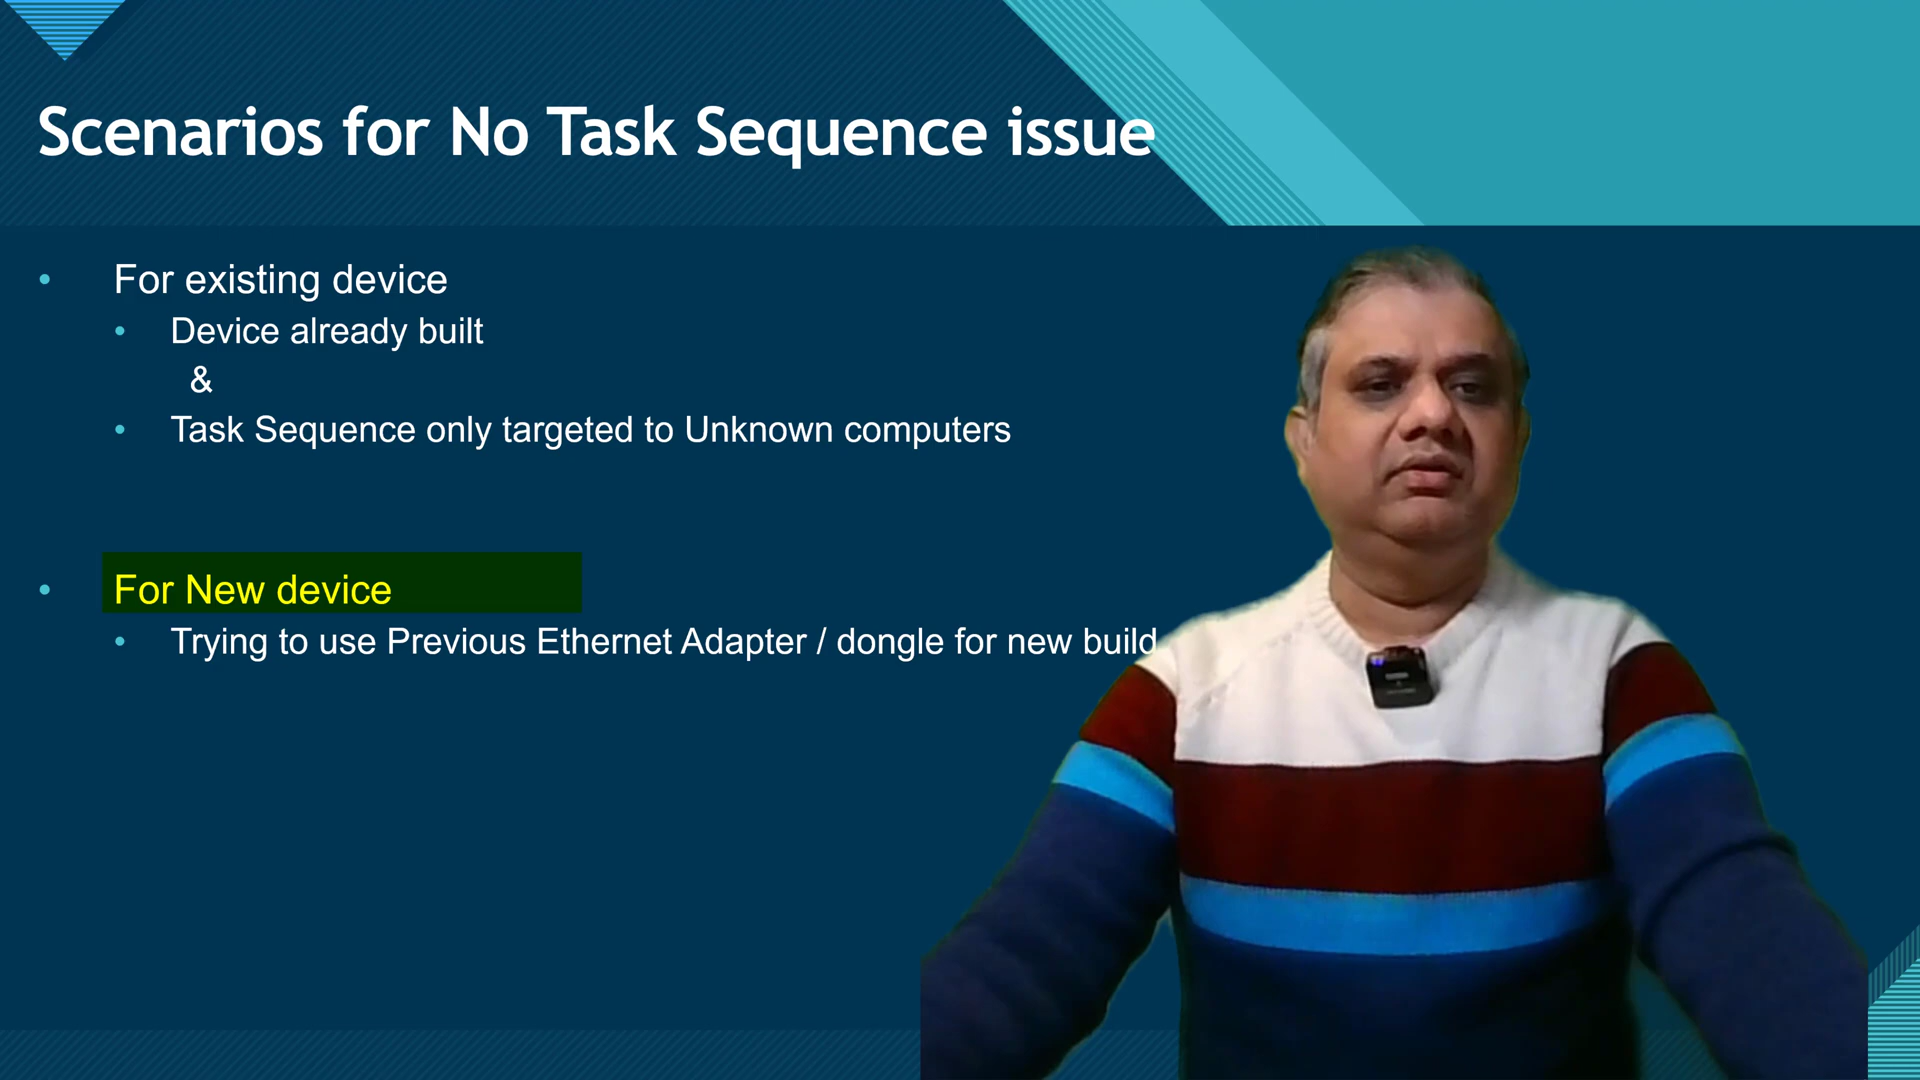 Scenarios for No Task Sequence issue
• For existing device
• Device already built
&
• Task Sequence only targeted to Unknown computers
• For New device
• Trying to use Previous Ethernet Adapter / dongle for new build